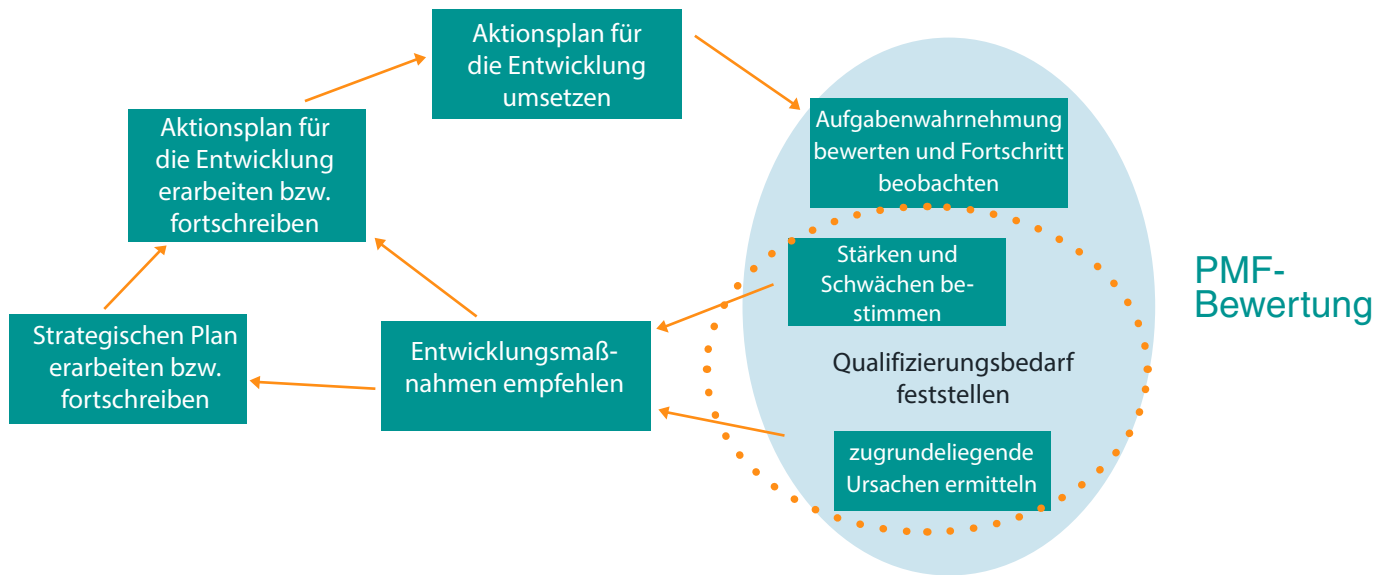 Aktionsplan für
die Entwicklung
umsetzen
Aufgabenwahrnehmung
bewerten und Fortschritt
beobachten
Aktionsplan für
die Entwicklung
erarbeiten bzw.
fortschreiben
Stärken und
Schwächen be-
stimmen
PMF-
Bewertung
Strategischen Plan
erarbeiten bzw.
fortschreiben
Entwicklungsmaß-
nahmen empfehlen
Qualifizierungsbedarf
feststellen
zugrundeliegende
Ursachen ermitteln